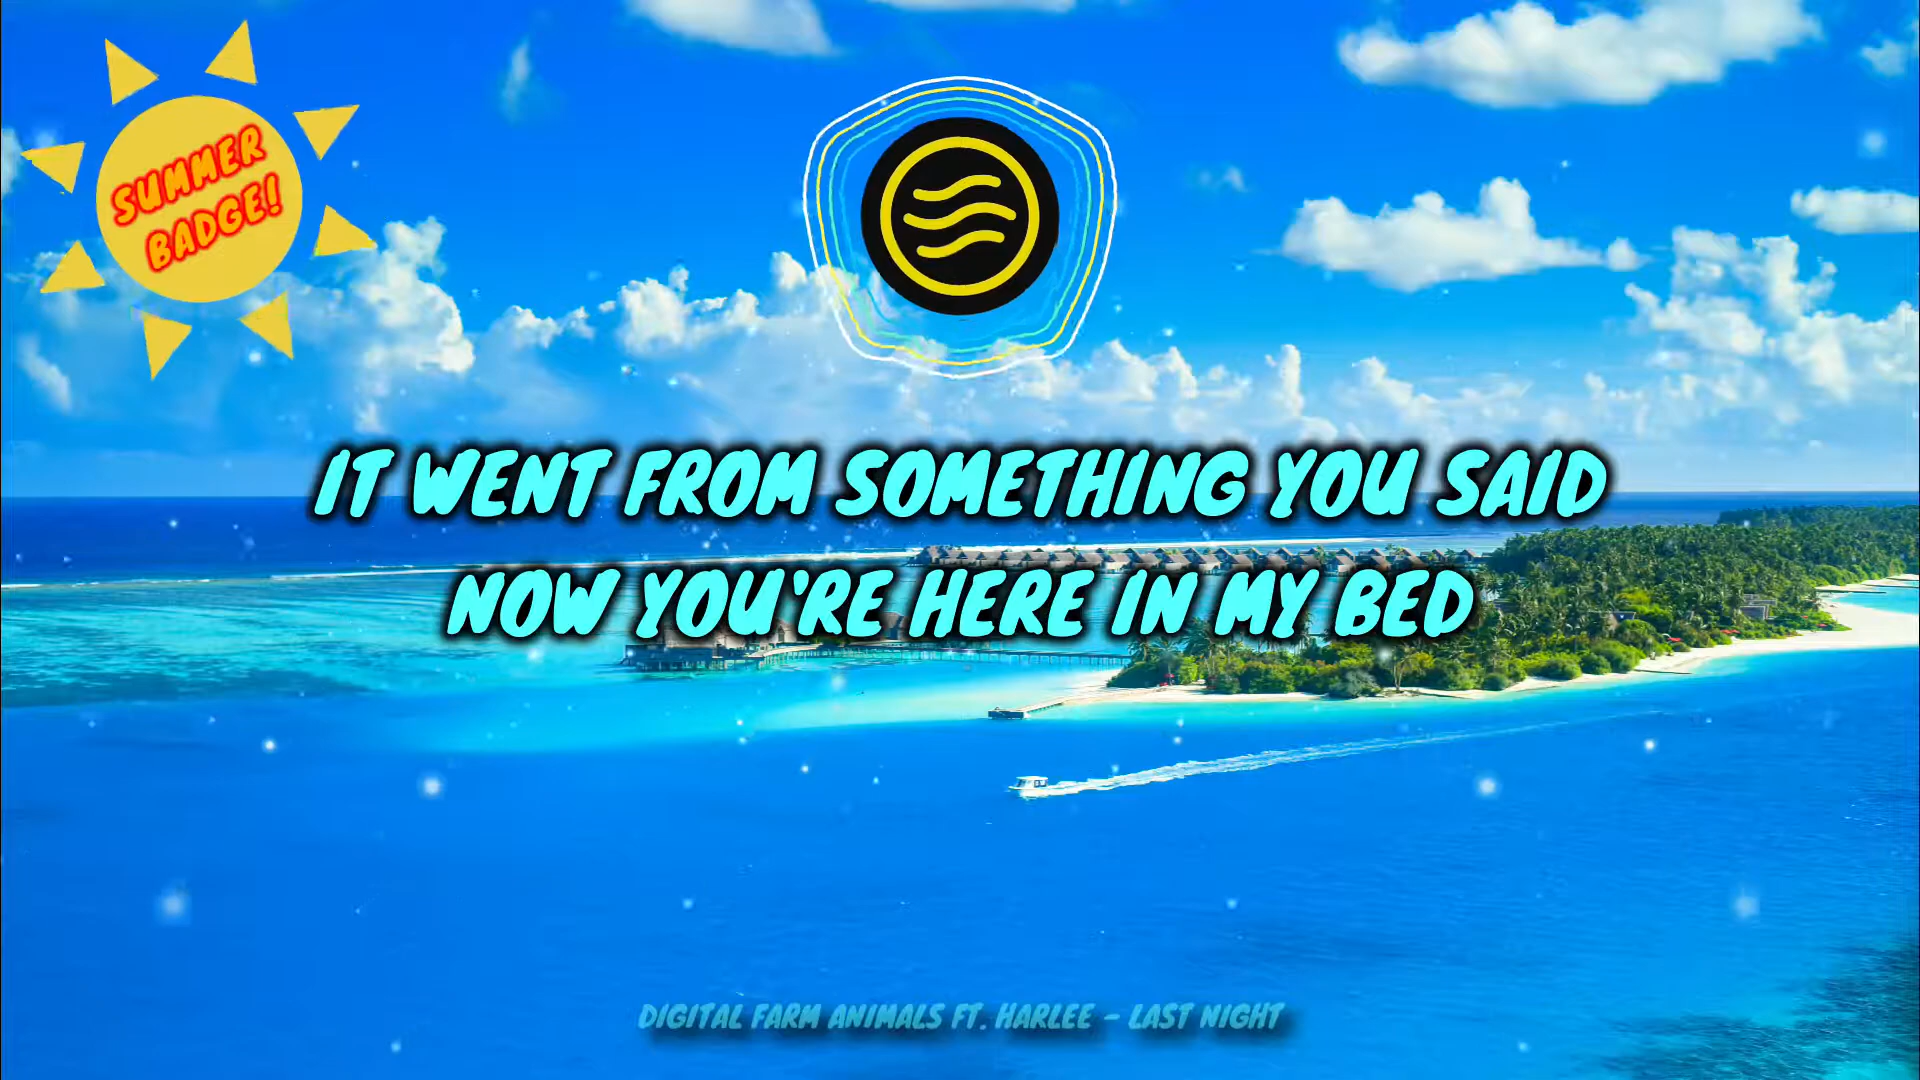 SUMMER
BADGE!
IT WENT FROM SOMETHING YOU SAID
NOW YOU'RE HERE IN MY BED
DIGITAL FARM ANIMALS FT. HARLEE - LAST NIGHT